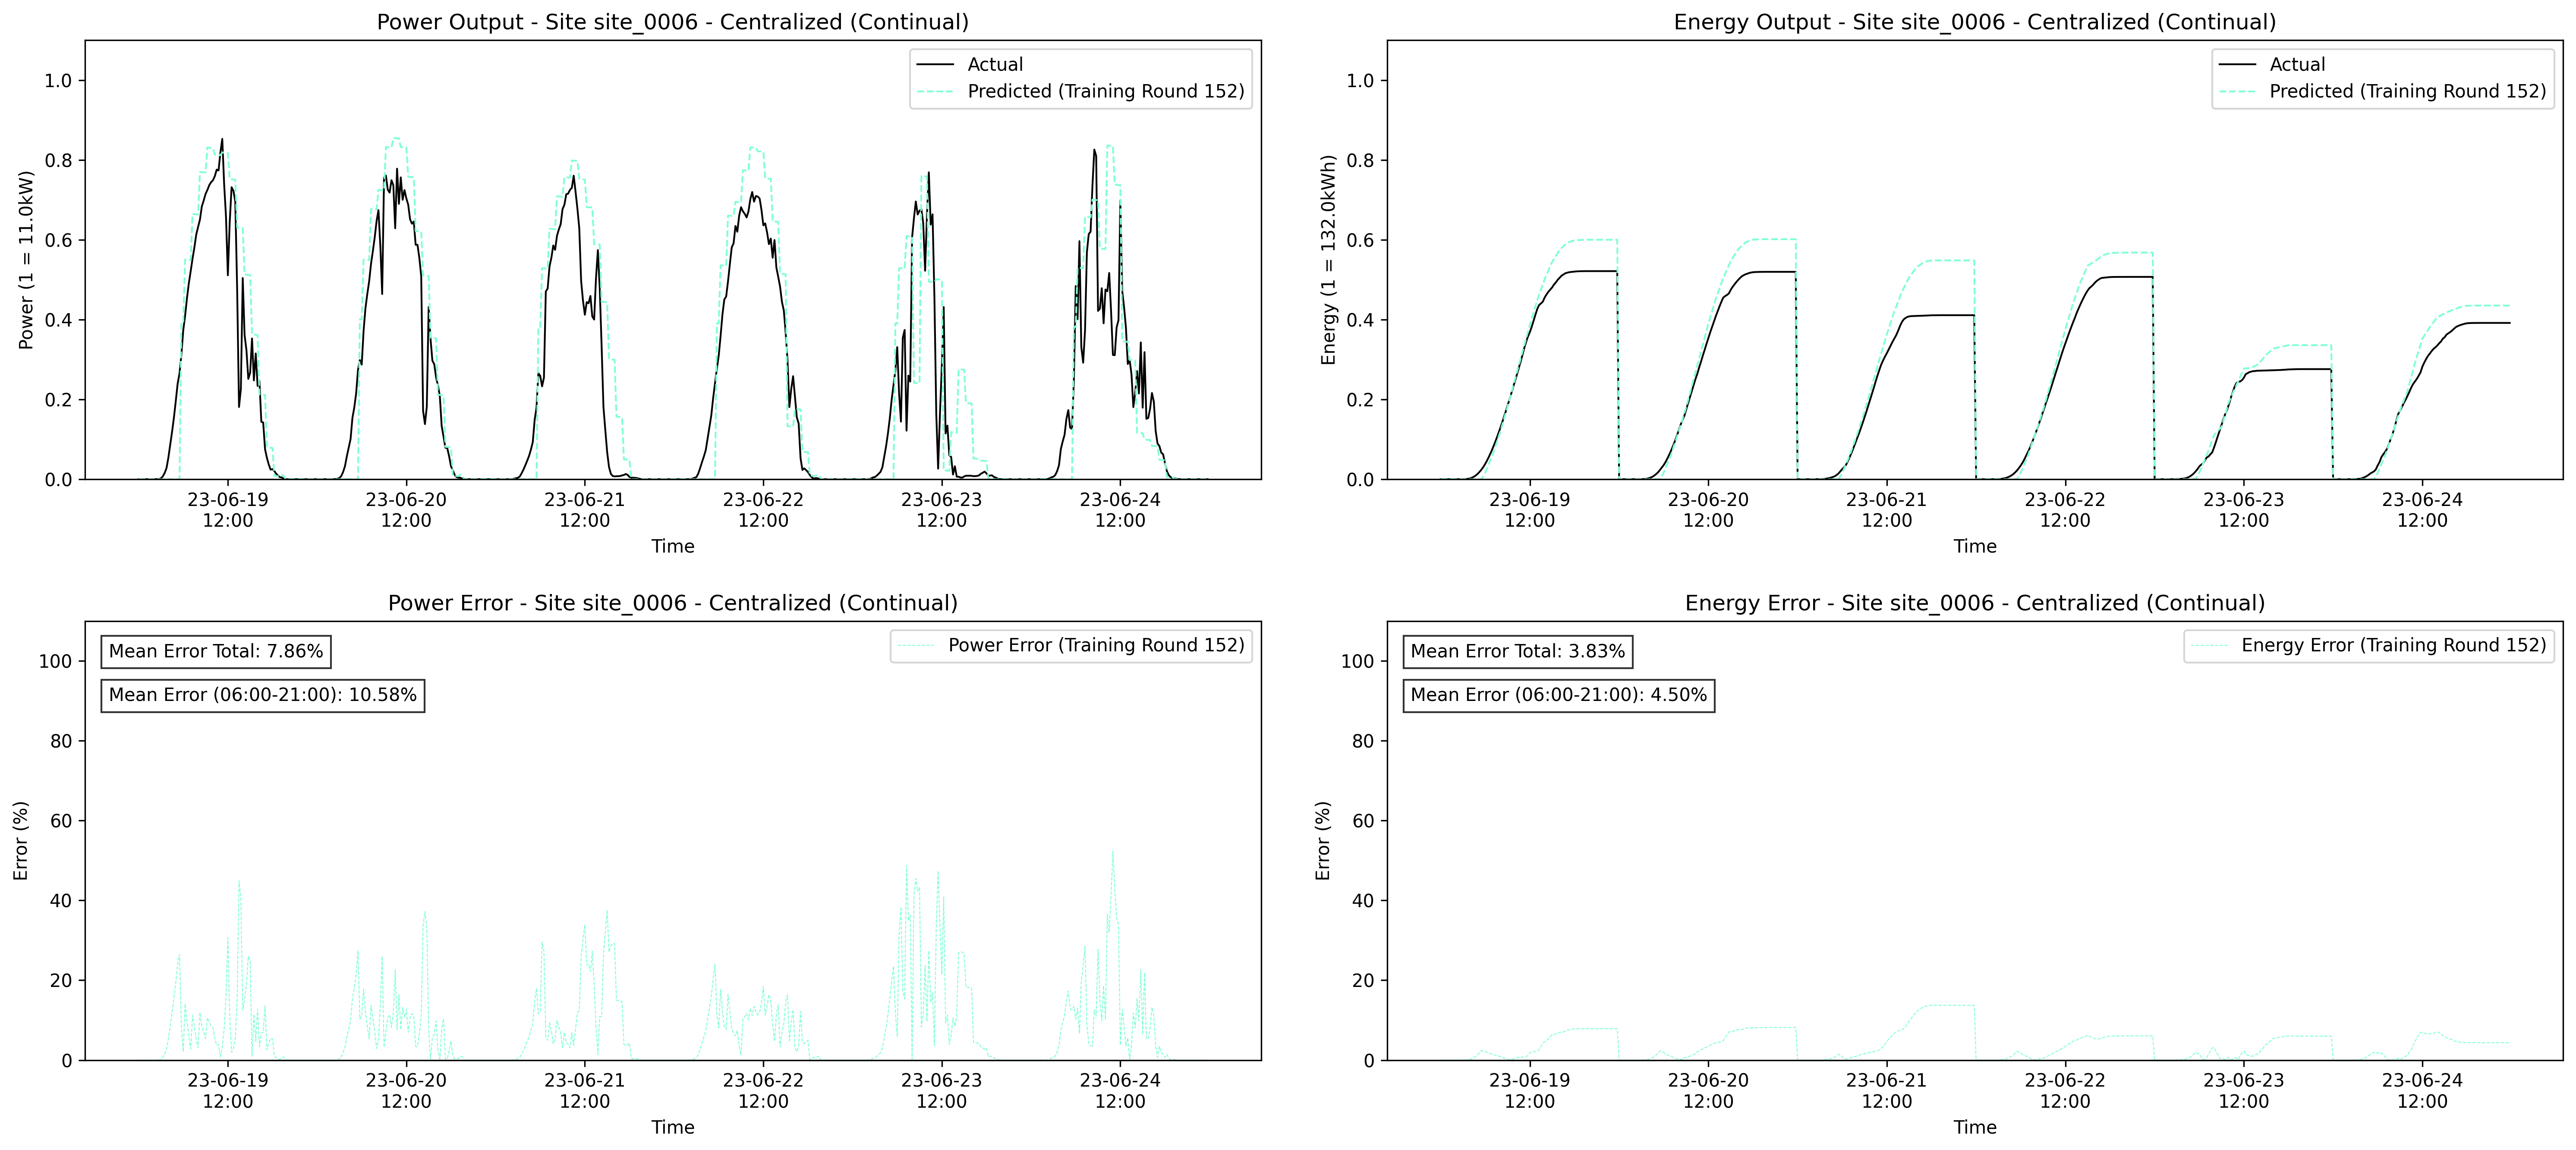 Power Output - Site site_0006 - Centralized (Continual)
Actual
Predicted (Training Round 152)
Power (1 = 11.0kW)
1.0
0.8
0.6
0.4
0.2
0.0
23-06-19 23-06-20 23-06-21 23-06-22 23-06-23 23-06-24
12:00 12:00 12:00 12:00 12:00 12:00
Time
Energy Output - Site site_0006 - Centralized (Continual)
Actual
Predicted (Training Round 152)
Energy (1 = 132.0kWh)
1.0
0.8
0.6
0.4
0.2
0.0
23-06-19 23-06-20 23-06-21 23-06-22 23-06-23 23-06-24
12:00 12:00 12:00 12:00 12:00 12:00
Time
Power Error - Site site_0006 - Centralized (Continual)
Mean Error Total: 7.86%
Mean Error (06:00-21:00): 10.58%
Power Error (Training Round 152)
Error (%)
100
80
60
40
20
0
23-06-19 23-06-20 23-06-21 23-06-22 23-06-23 23-06-24
12:00 12:00 12:00 12:00 12:00 12:00
Time
Energy Error - Site site_0006 - Centralized (Continual)
Mean Error Total: 3.83%
Mean Error (06:00-21:00): 4.50%
Energy Error (Training Round 152)
Error (%)
100
80
60
40
20
0
23-06-19 23-06-20 23-06-21 23-06-22 23-06-23 23-06-24
12:00 12:00 12:00 12:00 12:00 12:00
Time